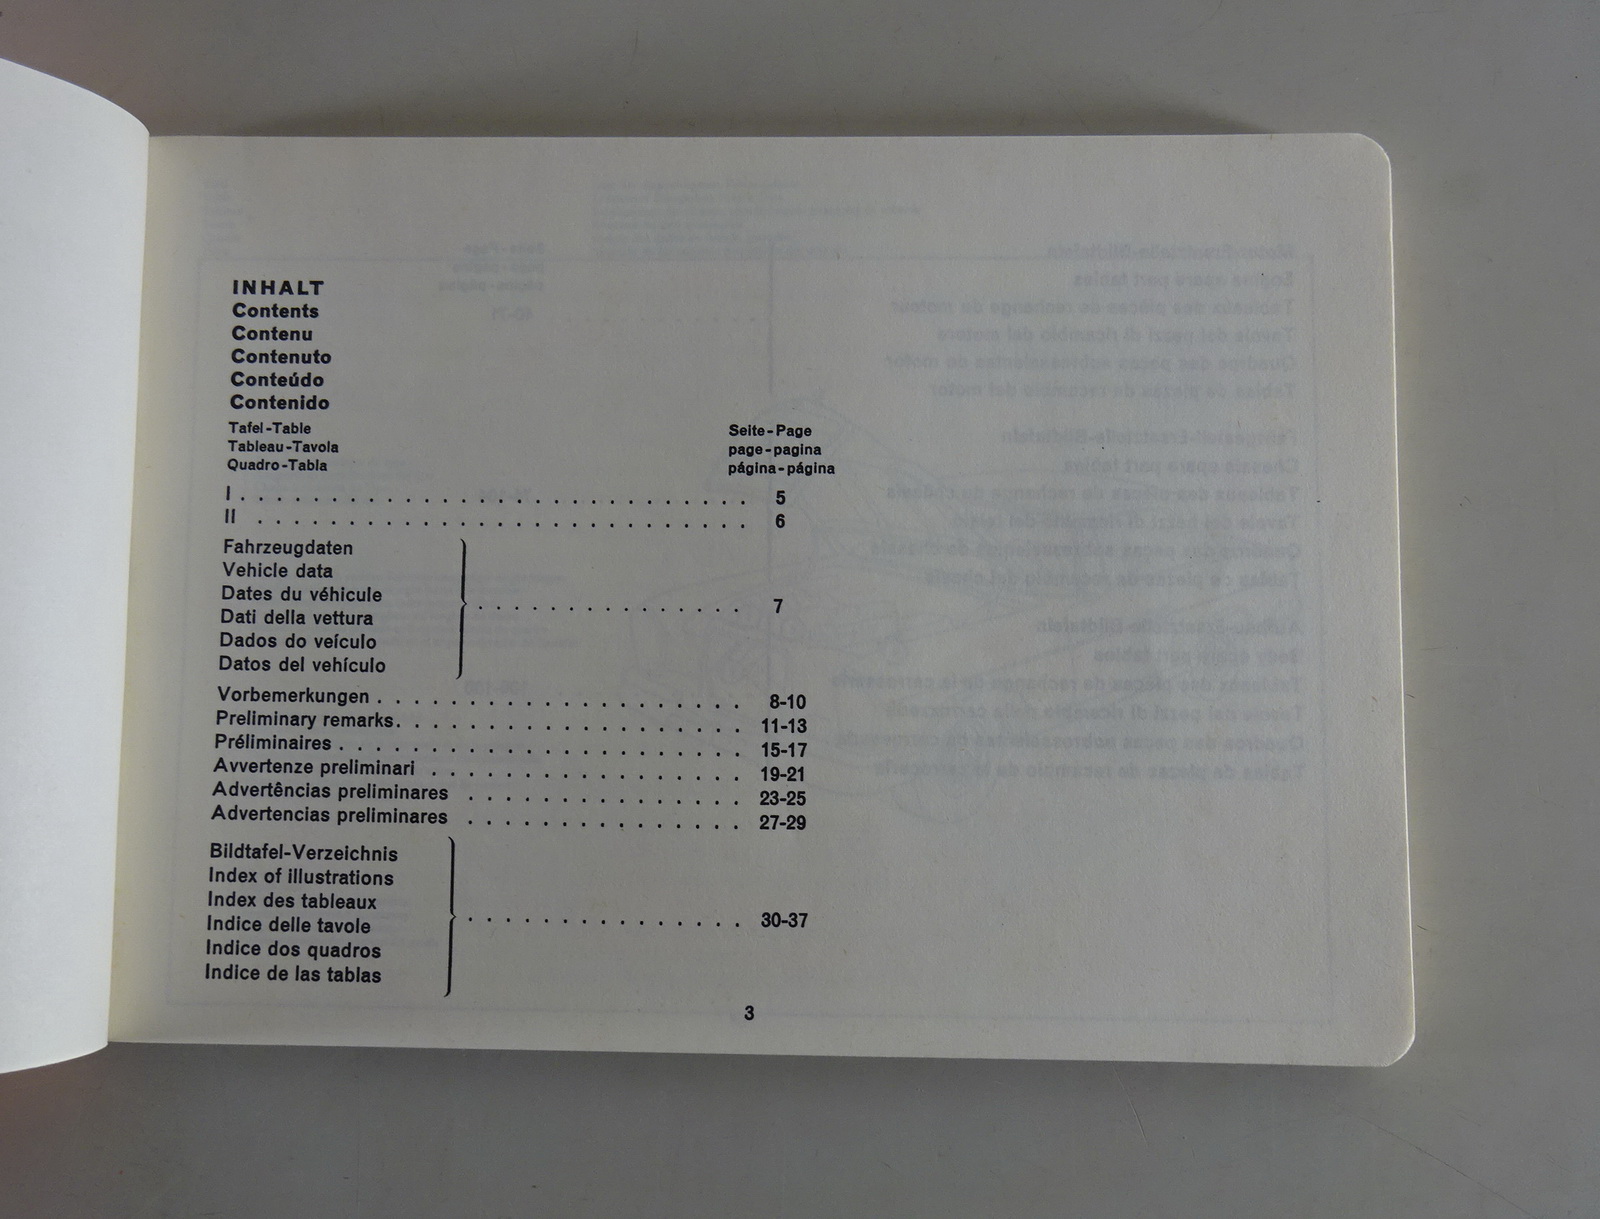 INHALT
Contents
Contenu
Contenuto
Conteúdo
Contenido
Tafel-Table
Tableau-Tavola
Quadro-Tabla
Seite-Page
page-pagina
página-página
I . . . . . . . . . . . . . . . . . . . . . . . . . . . . 5
II . . . . . . . . . . . . . . . . . . . . . . . . . . . 6
Fahrzeugdaten
Vehicle data
Dates du véhicule
Dati della vettura
Dados do veículo
Datos del vehículo
. . . . . . . . . . . . . . . 7
Vorbemerkungen . . . . . . . . . . . . . . . . . . . . 8-10
Preliminary remarks . . . . . . . . . . . . . . . . . . . 11-13
Préliminaires . . . . . . . . . . . . . . . . . . . . . . 15-17
Avvertenze preliminari . . . . . . . . . . . . . . . . . 19-21
Advertências preliminares . . . . . . . . . . . . . . . 23-25
Advertencias preliminares . . . . . . . . . . . . . . . 27-29
Bildtafel-Verzeichnis
Index of illustrations
Index des tableaux
Indice delle tavole
Indice dos quadros
Indice de las tablas
. . . . . . . . . . . . . . . 30-37
3